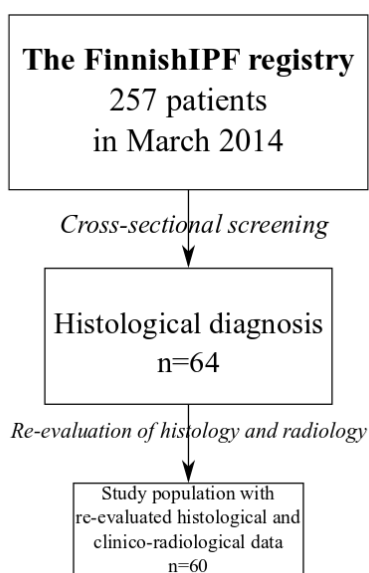 The FinnishIPF registry
257 patients
in March 2014
Cross-sectional screening
Histological diagnosis
n=64
Re-evaluation of histology and radiology
Study population with
re-evaluated histological and
clinico-radiological data
n=60